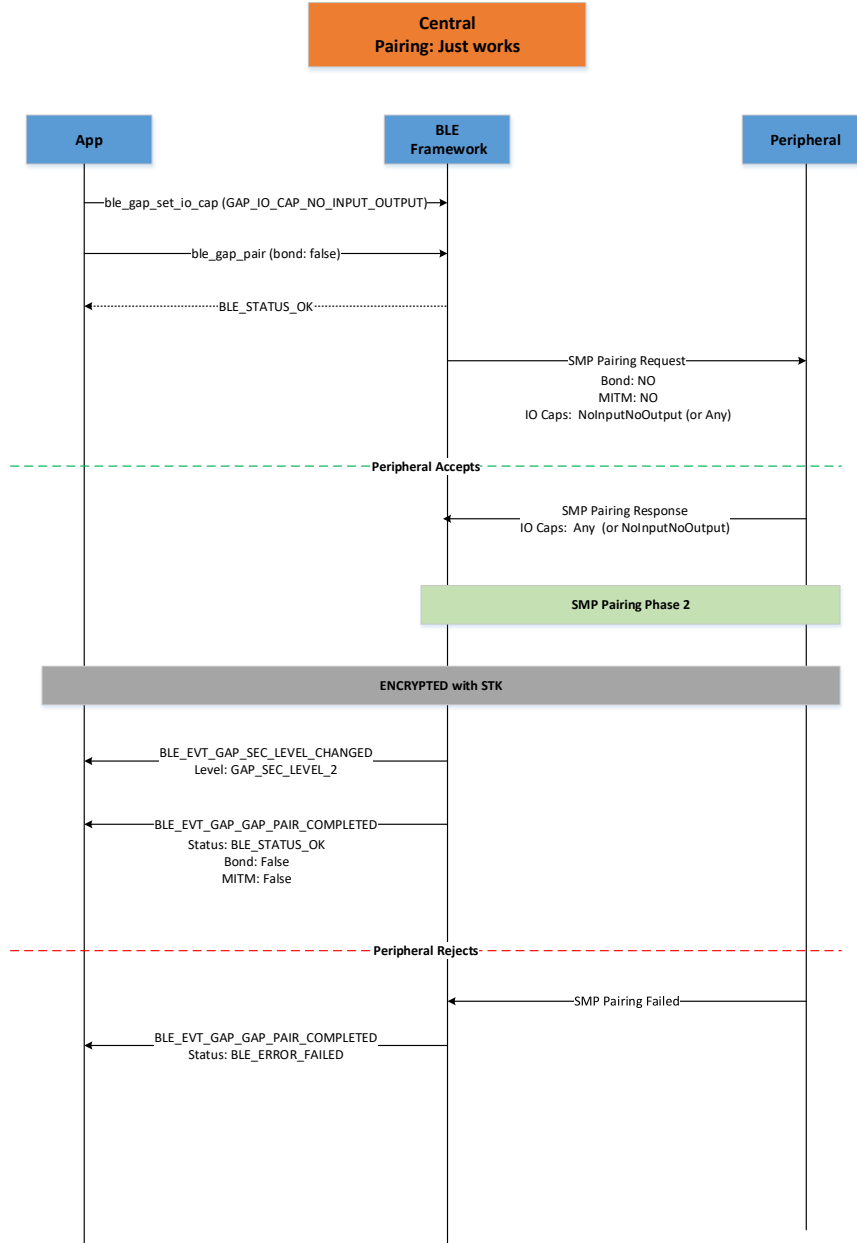 Central
Pairing: Just works
App
BLE
Framework
Peripheral
ble_gap_set_io_cap (GAP_IO_CAP_NO_INPUT_OUTPUT)
ble_gap_pair (bond: false)
BLE_STATUS_OK
SMP Pairing Request
Bond: NO
MITM: NO
IO Caps:  NoInputNoOutput (or Any)
Peripheral Accepts
SMP Pairing Response
IO Caps:  Any  (or NoInputNoOutput)
SMP Pairing Phase 2
ENCRYPTED with STK
BLE_EVT_GAP_SEC_LEVEL_CHANGED
Level: GAP_SEC_LEVEL_2
BLE_EVT_GAP_GAP_PAIR_COMPLETED
Status: BLE_STATUS_OK
Bond: False
MITM: False
Peripheral Rejects
SMP Pairing Failed
BLE_EVT_GAP_GAP_PAIR_COMPLETED
Status: BLE_ERROR_FAILED